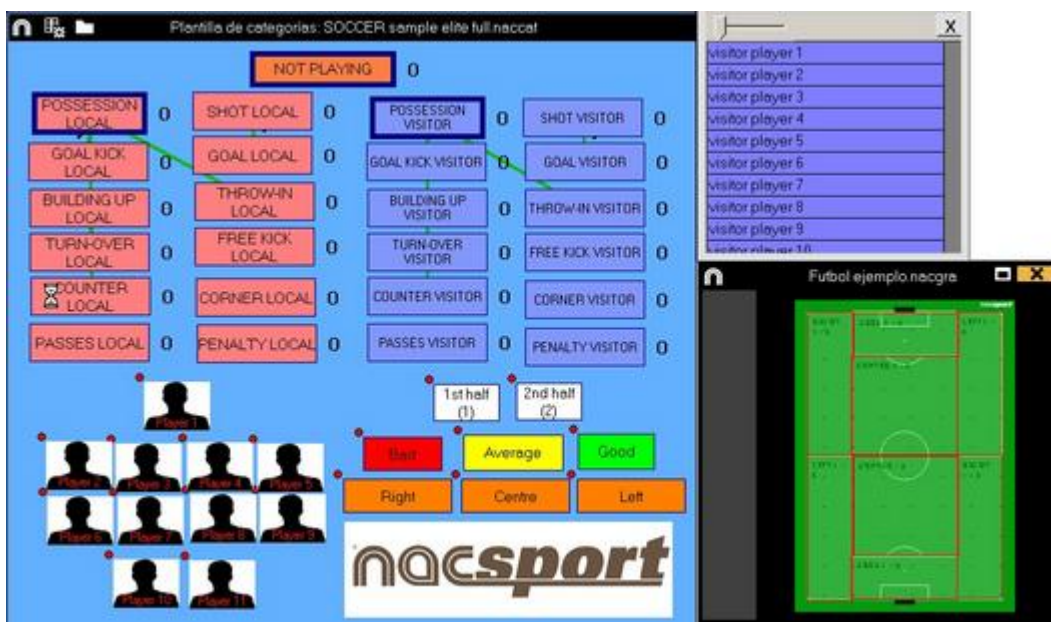 Plantilla de categorias: SOCCER sample elite full.naccat
X
NOT PLAYING 0
POSSESSION
LOCAL 0
SHOT LOCAL 0
POSSESSION
VISITOR 0
SHOT VISITOR 0
GOAL KICK
LOCAL 0
GOAL LOCAL 0
GOAL KICK VISITOR 0
GOAL VISITOR 0
BUILDING UP
LOCAL 0
THROW-IN
LOCAL 0
BUILDING UP
VISITOR 0
THROW-IN VISITOR 0
TURN-OVER
LOCAL 0
FREE KICK
LOCAL 0
TURN-OVER
VISITOR 0
FREE KICK VISITOR 0
COUNTER
LOCAL 0
CORNER LOCAL 0
COUNTER VISITOR 0
CORNER VISITOR 0
PASSES LOCAL 0
PENALTY LOCAL 0
PASSES VISITOR 0
PENALTY VISITOR 0
Player 1
Player 2
Player 3
Player 4
Player 5
Player 6
Player 7
Player 8
Player 9
Player 10
Player 11
1st half
(1)
2nd half
(2)
Bad
Average
Good
Right
Centre
Left
nacsport
visitor player 1
visitor player 2
visitor player 3
visitor player 4
visitor player 5
visitor player 6
visitor player 7
visitor player 8
visitor player 9
visitor player 10
Futbol ejemplo.nacgra
X
nacsport